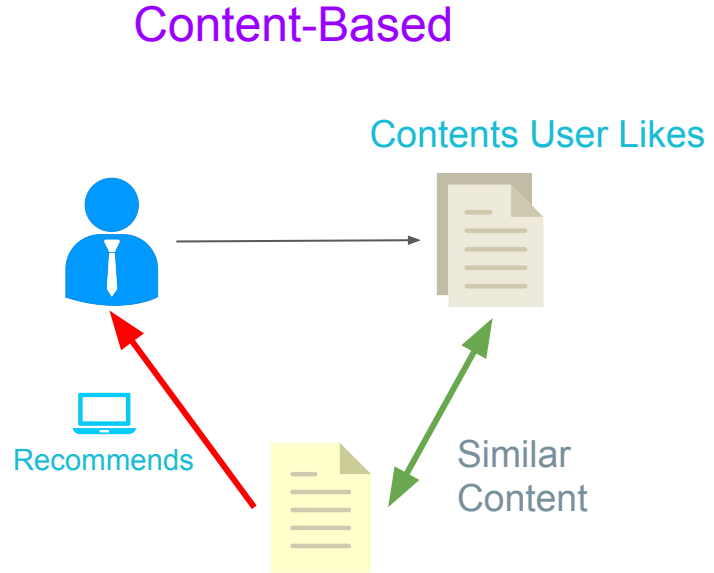 Content-Based
Contents User Likes
Recommends
Similar
Content